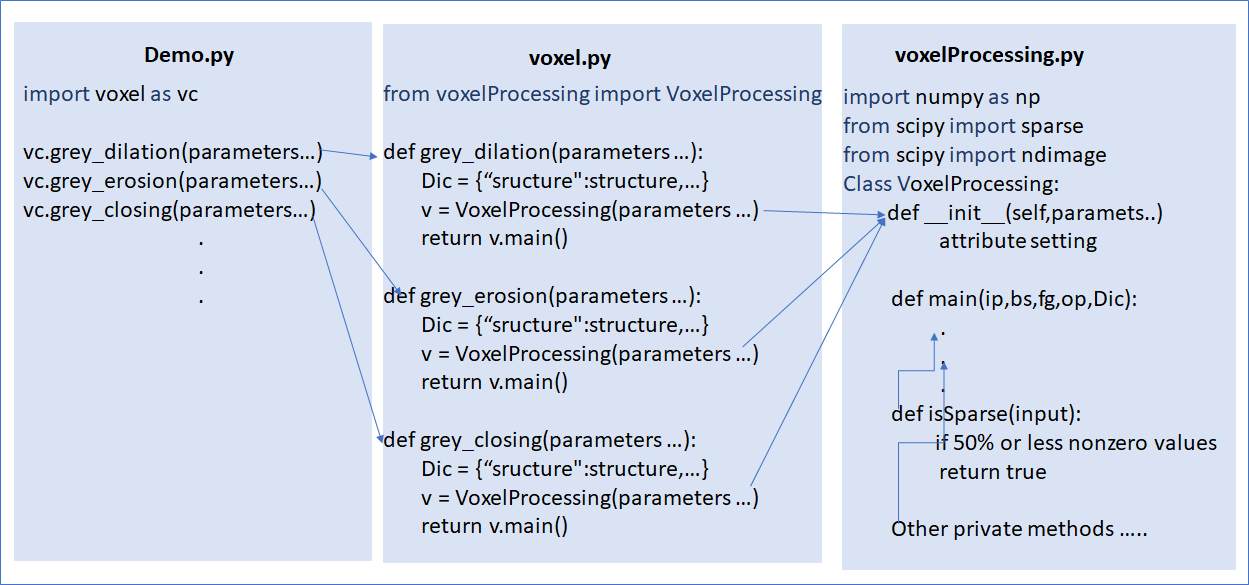 Demo.py
import voxel as vc
vc.grey_dilation(parameters...)
vc.grey_erosion(parameters...)
vc.grey_closing(parameters...)
.
.
.
voxel.py
from voxelProcessing import VoxelProcessing
def grey_dilation(parameters ...):
Dic = {“sructure":structure,...}
v = VoxelProcessing(parameters ...)
return v.main()
def grey_erosion(parameters ...):
Dic = {“sructure":structure,...}
v = VoxelProcessing(parameters ...)
return v.main()
def grey_closing(parameters ...):
Dic = {“sructure":structure,...}
v = VoxelProcessing(parameters ...)
return v.main()
voxelProcessing.py
import numpy as np
from scipy import sparse
from scipy import ndimage
Class VoxelProcessing:
def __init__(self,paramets..)
attribute setting
def main(ip,bs,fg,op,Dic):
.
.
.
def isSparse(input):
if 50% or less nonzero values
return true
Other private methods .....